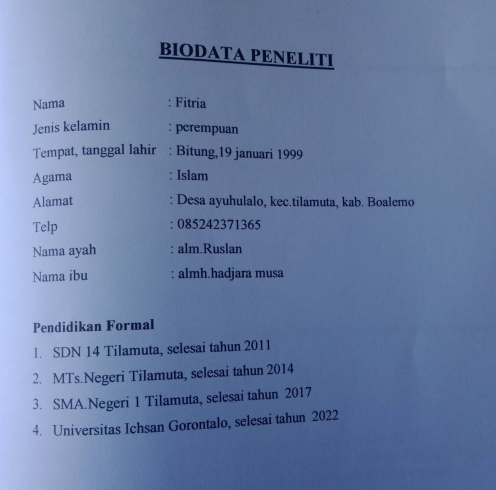 BIODATA PENELITI
Nama : Fitria
Jenis kelamin : perempuan
Tempat, tanggal lahir : Bitung,19 januari 1999
Agama : Islam
Alamat : Desa ayuhulalo, kec.tilamuta, kab. Boalemo
Telp : 085242371365
Nama ayah : alm.Ruslan
Nama ibu : almh.hadjara musa
Pendidikan Formal
1. SDN 14 Tilamuta, selesai tahun 2011
2. MTs.Negeri Tilamuta, selesai tahun 2014
3. SMA.Negeri 1 Tilamuta, selesai tahun 2017
4. Universitas Ichsan Gorontalo, selesai tahun 2022